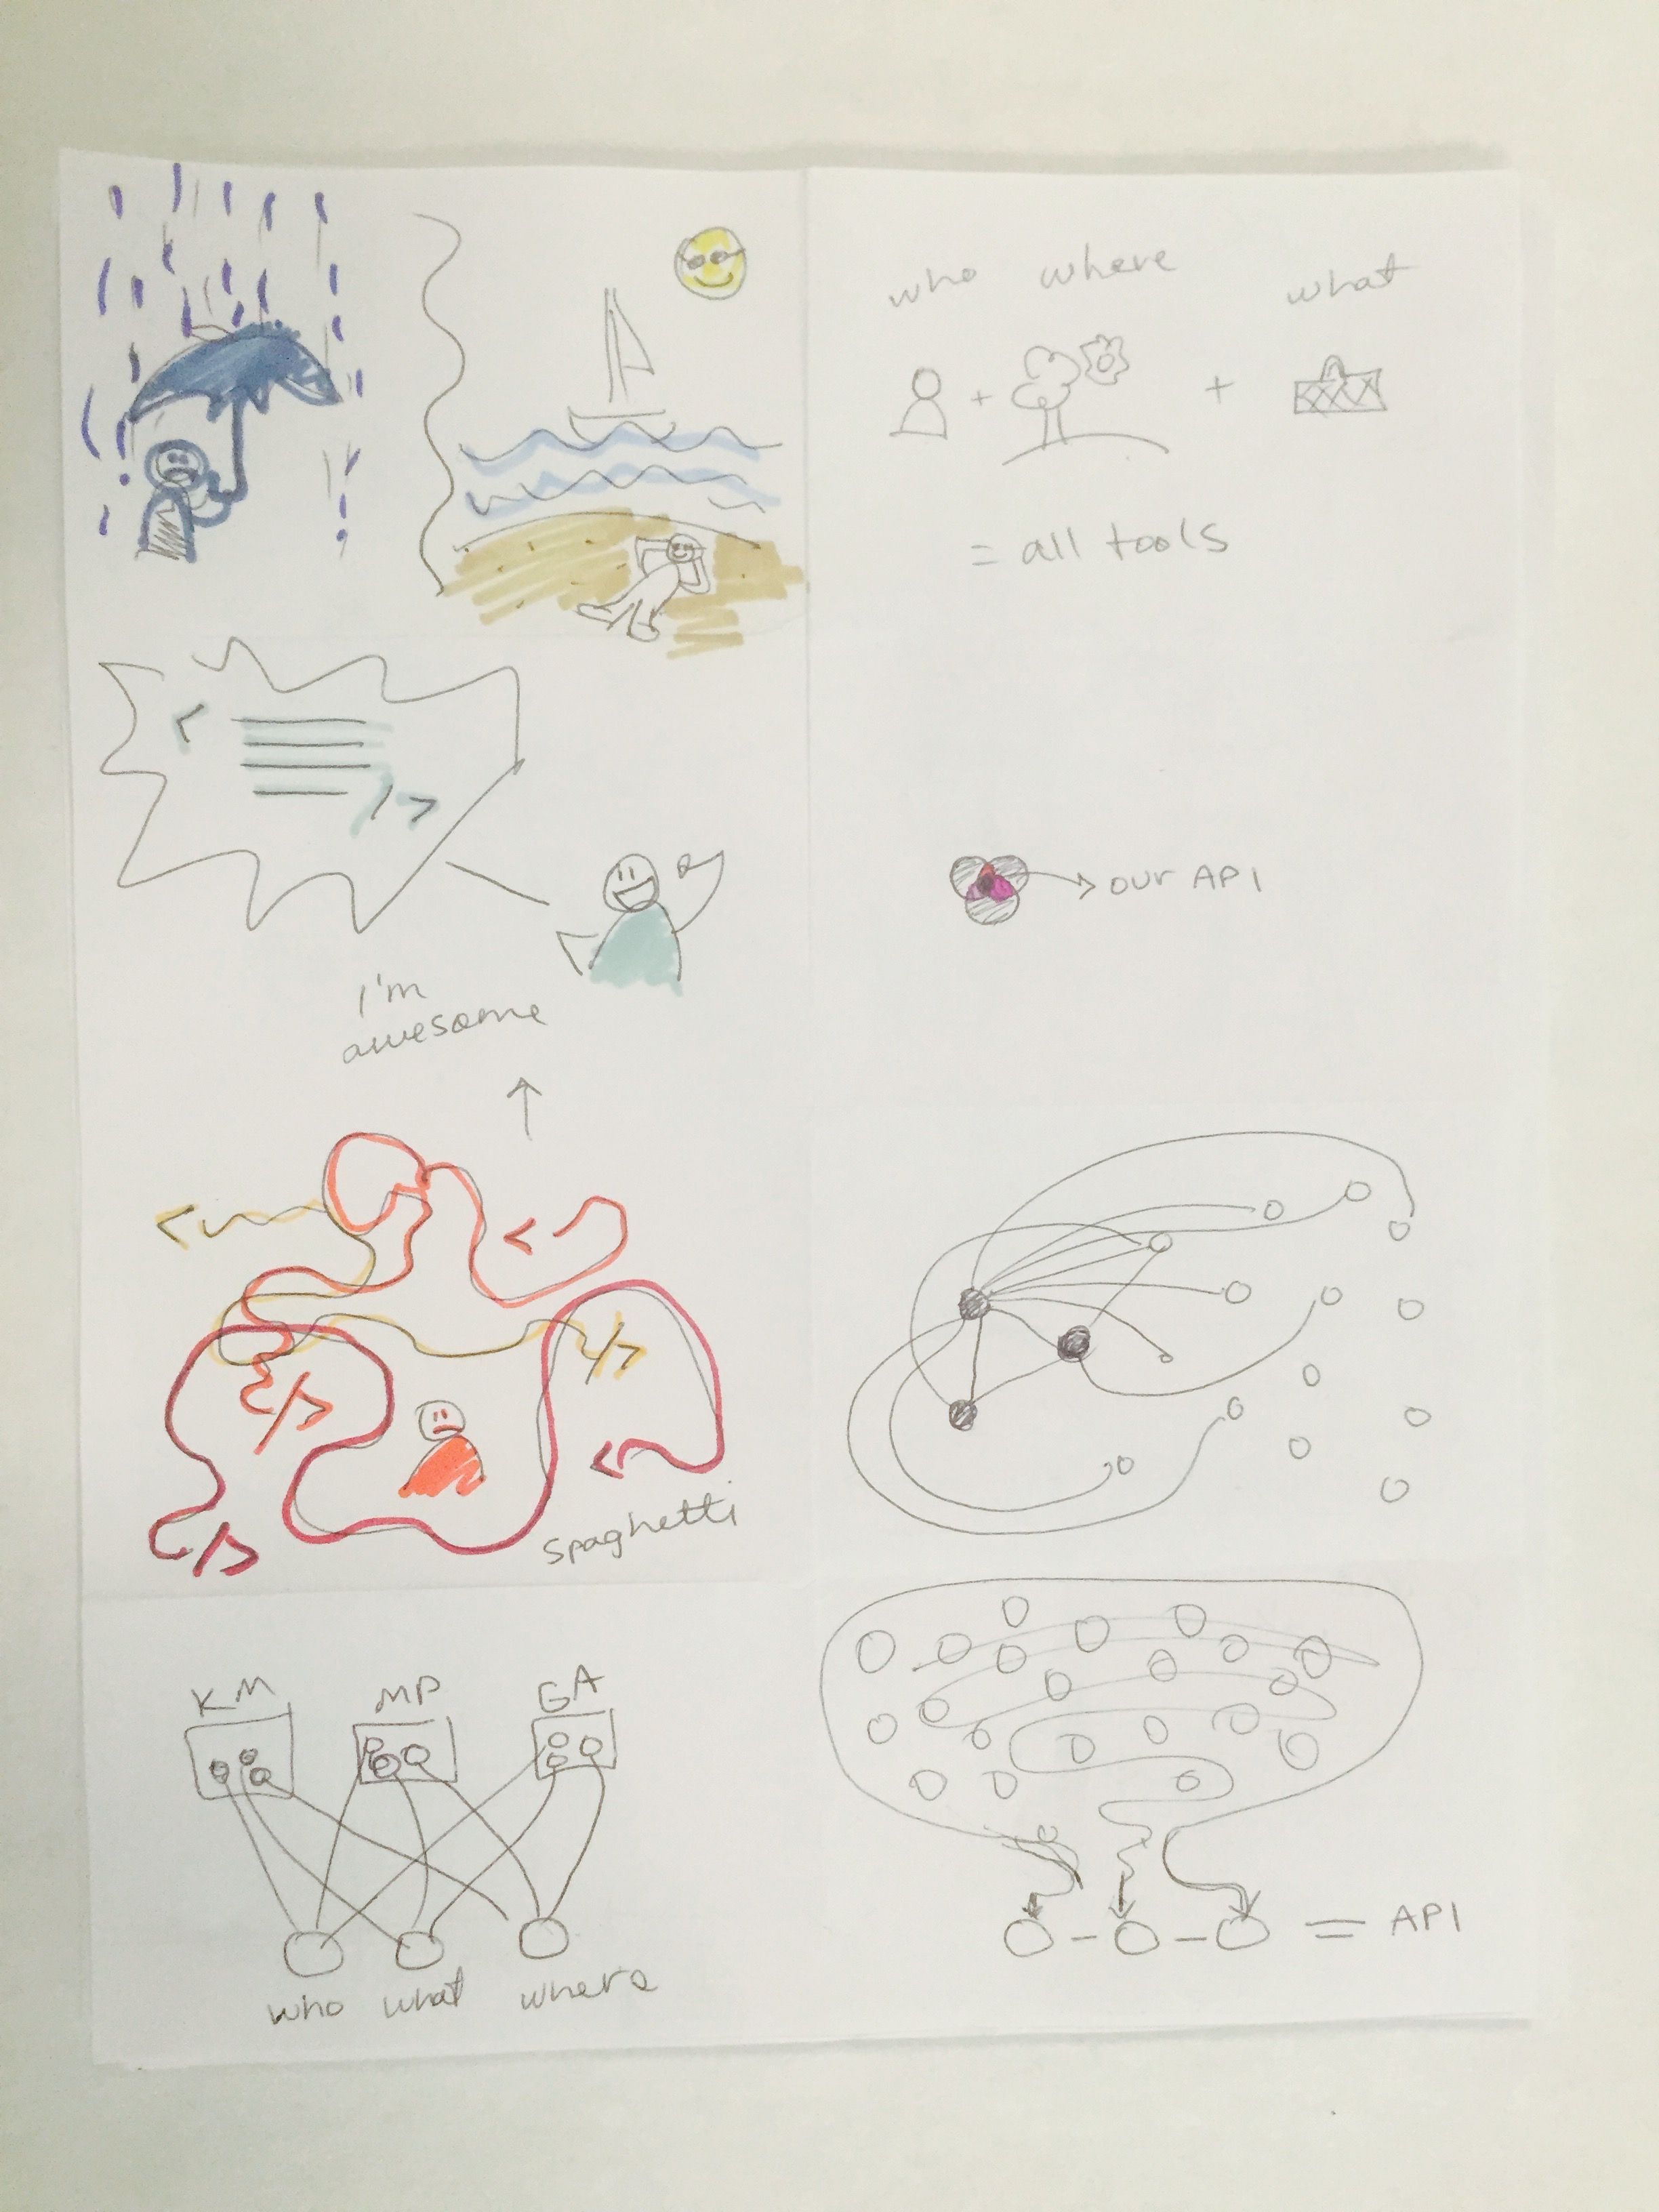 who where what
+ +
= all tools
< />
our API
I'm
awesome
<
<
/>
/>
<
/>
spaghetti
KM MP GA
who what where
= API